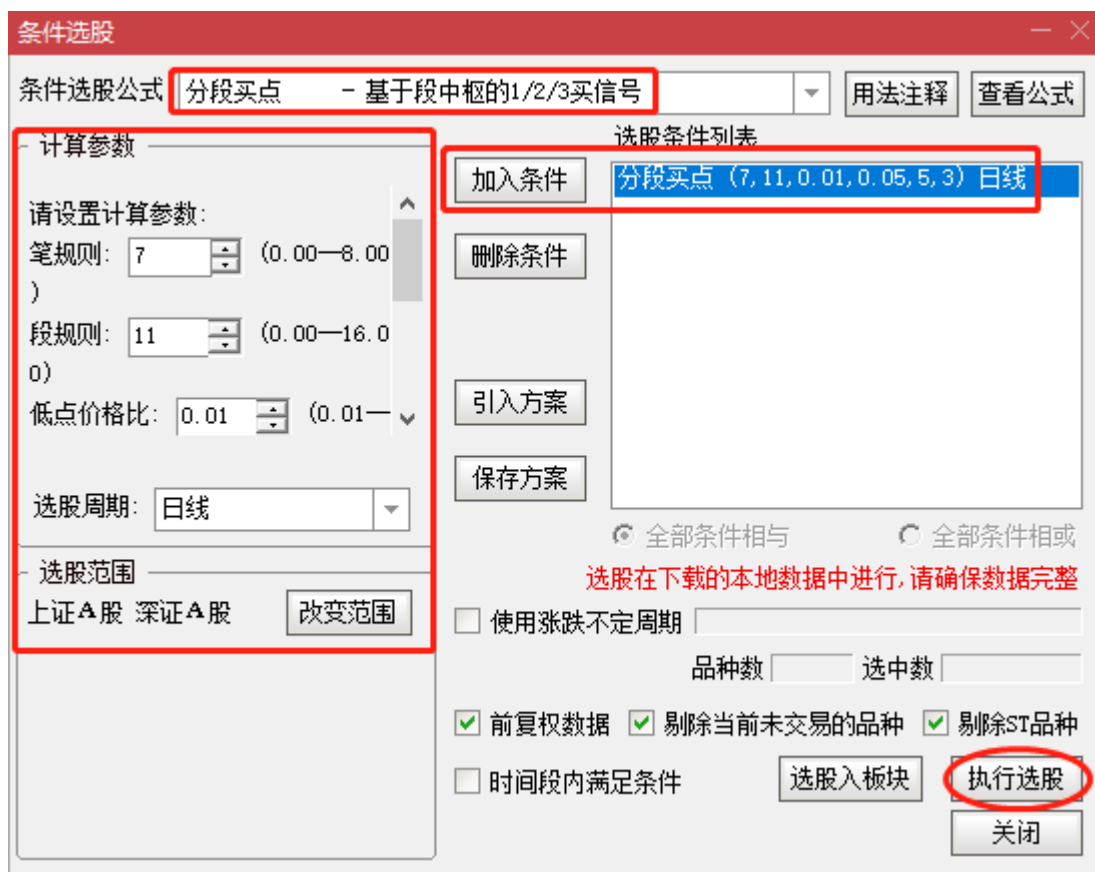 条件选股
条件选股公式 分段买点 - 基于段中枢的1/2/3买信号 用法注释 查看公式
计算参数
请设置计算参数:
笔规则: 7 (0.00—8.00
)
段规则: 11 (0.00—16.0
0)
低点价格比: 0.01 (0.01—
选股周期: 日线
选股范围
上证A股 深证A股 改变范围
选股条件列表
加入条件 分段买点 (7,11,0.01,0.05,5,3) 日线
删除条件
引入方案
保存方案
全部条件相与 全部条件相或
选股在下载的本地数据中进行,请确保数据完整
使用涨跌不定周期
品种数 选中数
前复权数据 剔除当前未交易的品种 剔除ST品种
时间段内满足条件 选股入板块 执行选股
关闭